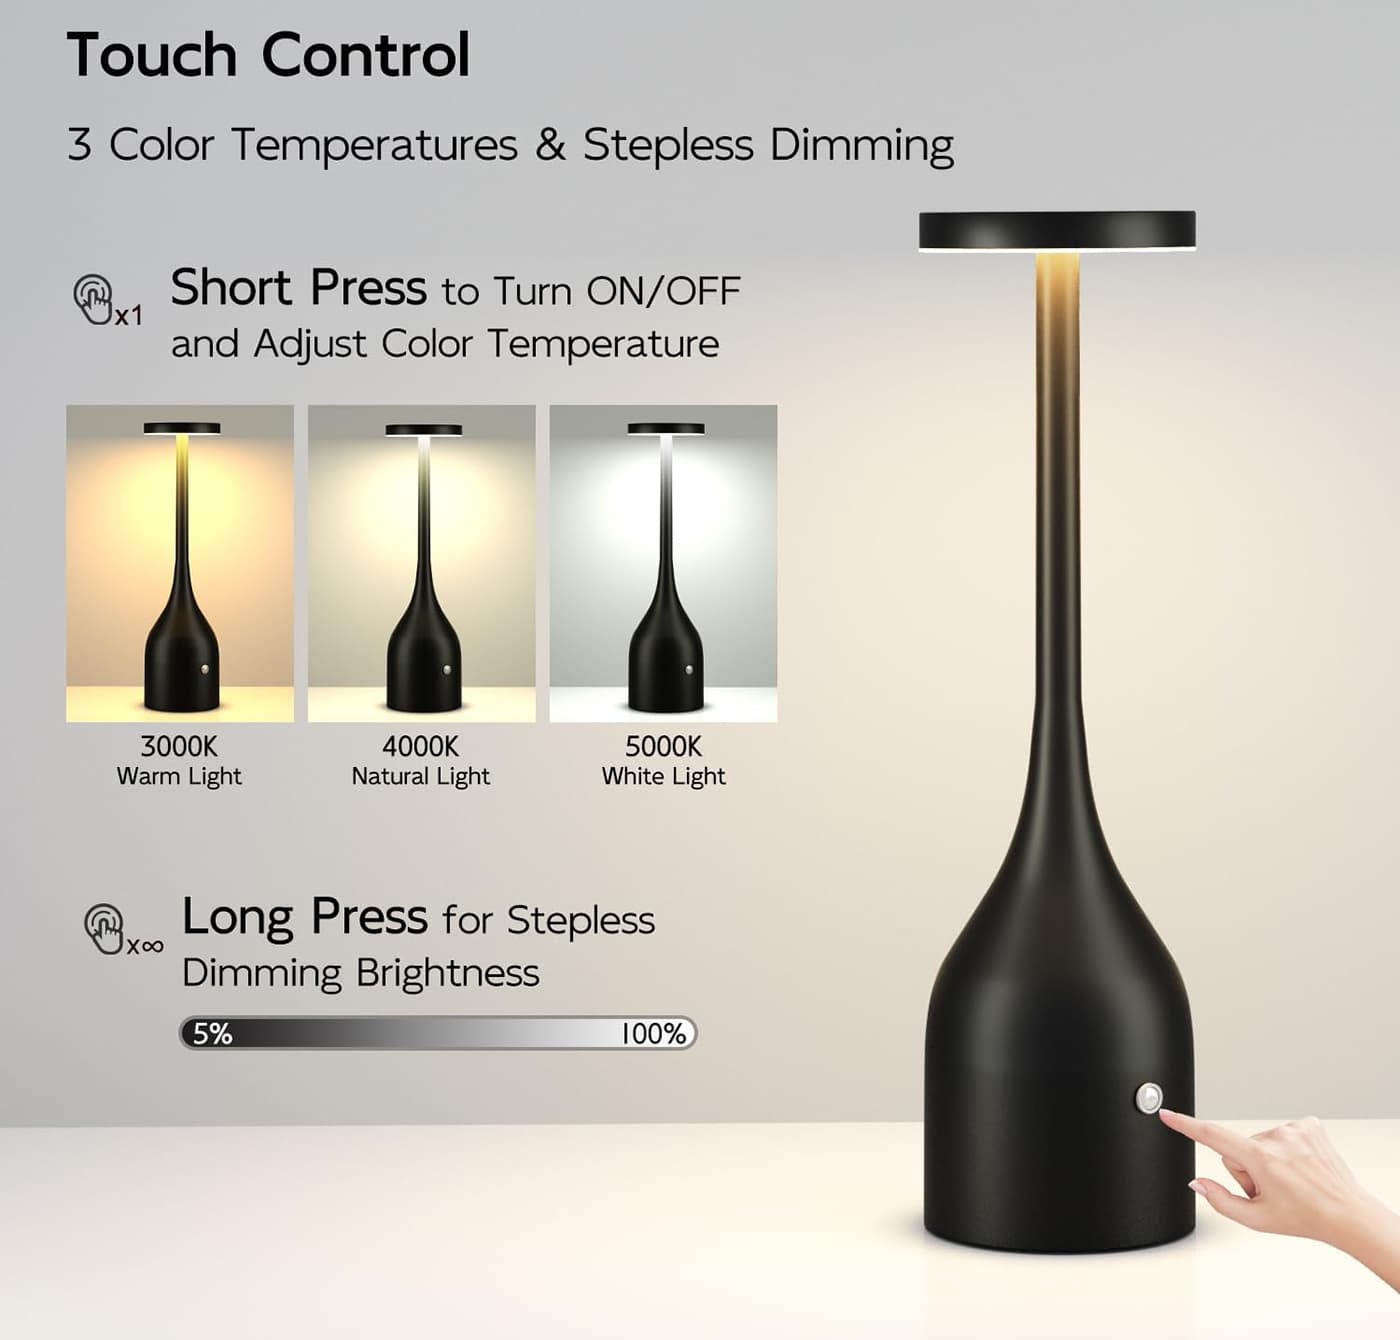 Touch Control
3 Color Temperatures & Stepless Dimming
x1
Short Press to Turn ON/OFF
and Adjust Color Temperature
3000K
Warm Light
4000K
Natural Light
5000K
White Light
x∞
Long Press for Stepless
Dimming Brightness
5%
100%